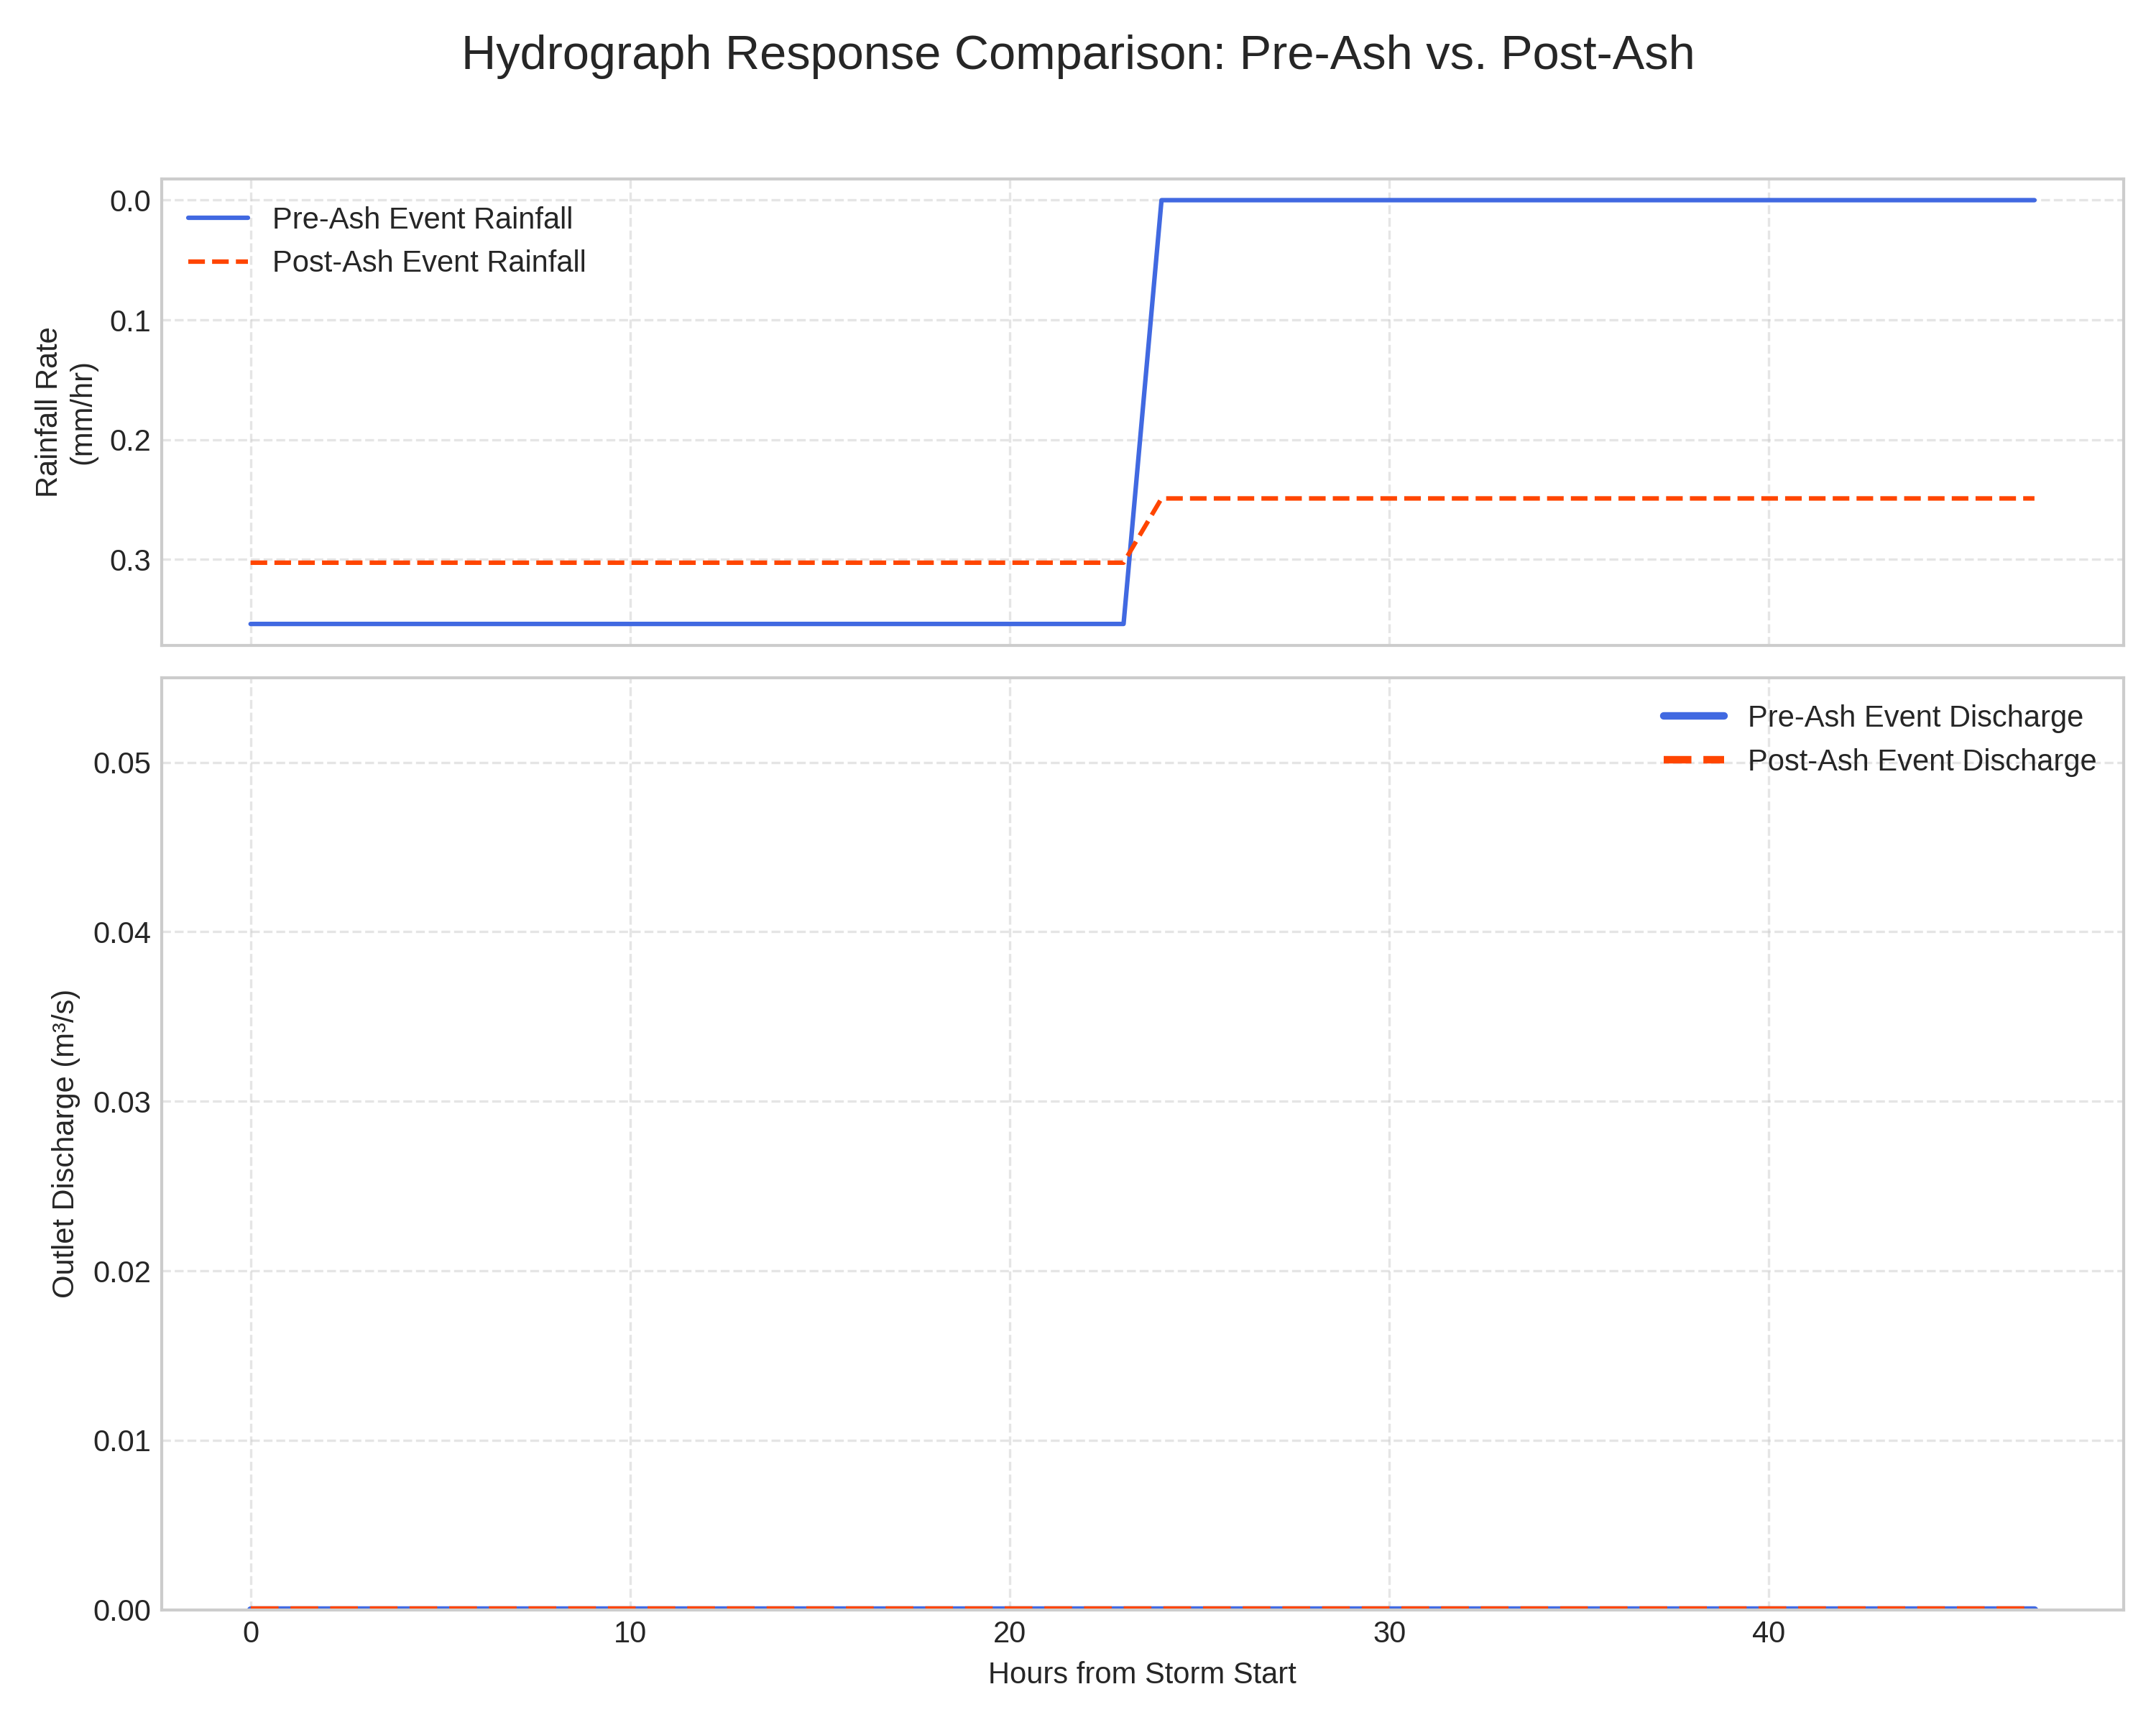 Hydrograph Response Comparison: Pre-Ash vs. Post-Ash
Rainfall Rate
(mm/hr)
0.0
0.1
0.2
0.3
Pre-Ash Event Rainfall
Post-Ash Event Rainfall
Outlet Discharge (m³/s)
0.05
0.04
0.03
0.02
0.01
0.00
Pre-Ash Event Discharge
Post-Ash Event Discharge
0
10
20
30
40
Hours from Storm Start